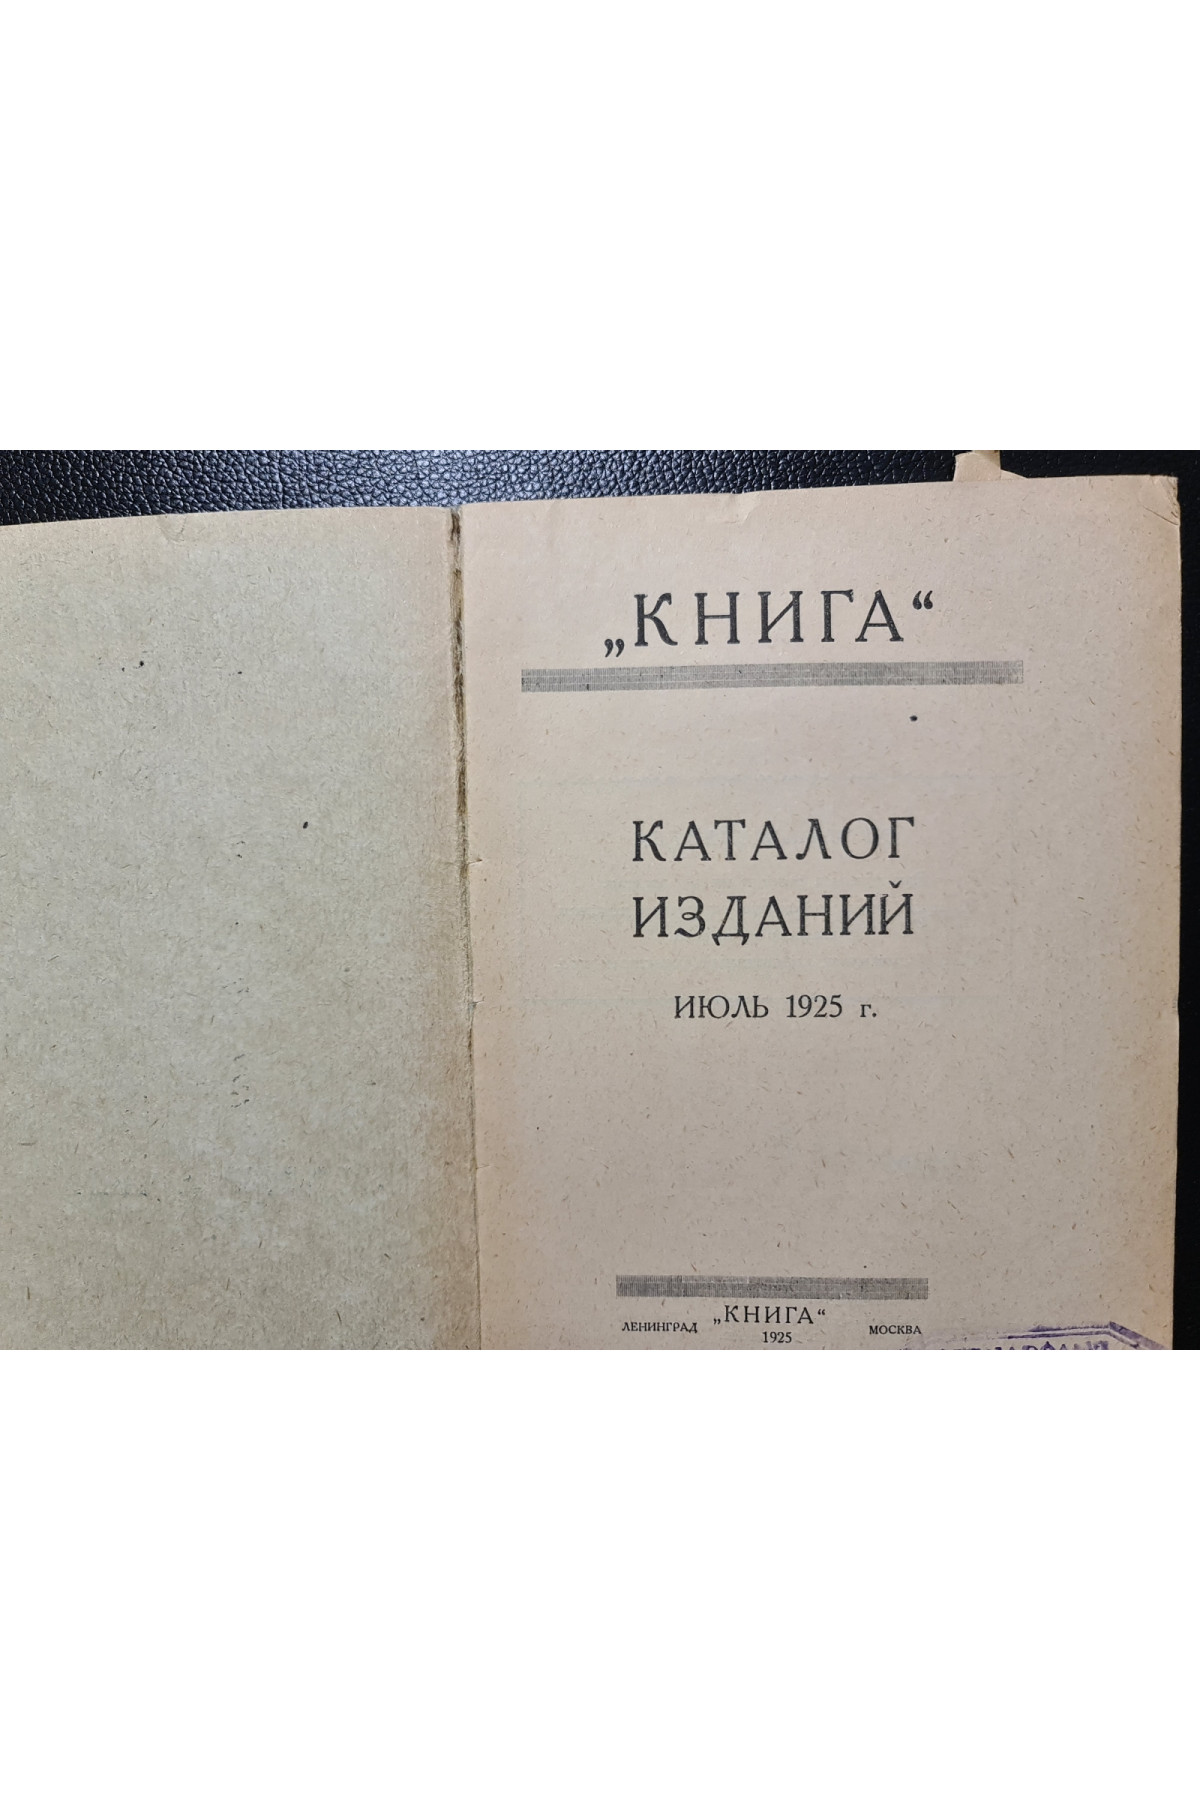 „КНИГА“
КАТАЛОГ
ИЗДАНИЙ
ИЮЛЬ 1925 г.
ЛЕНИНГРАД „КНИГА“ МОСКВА
1925